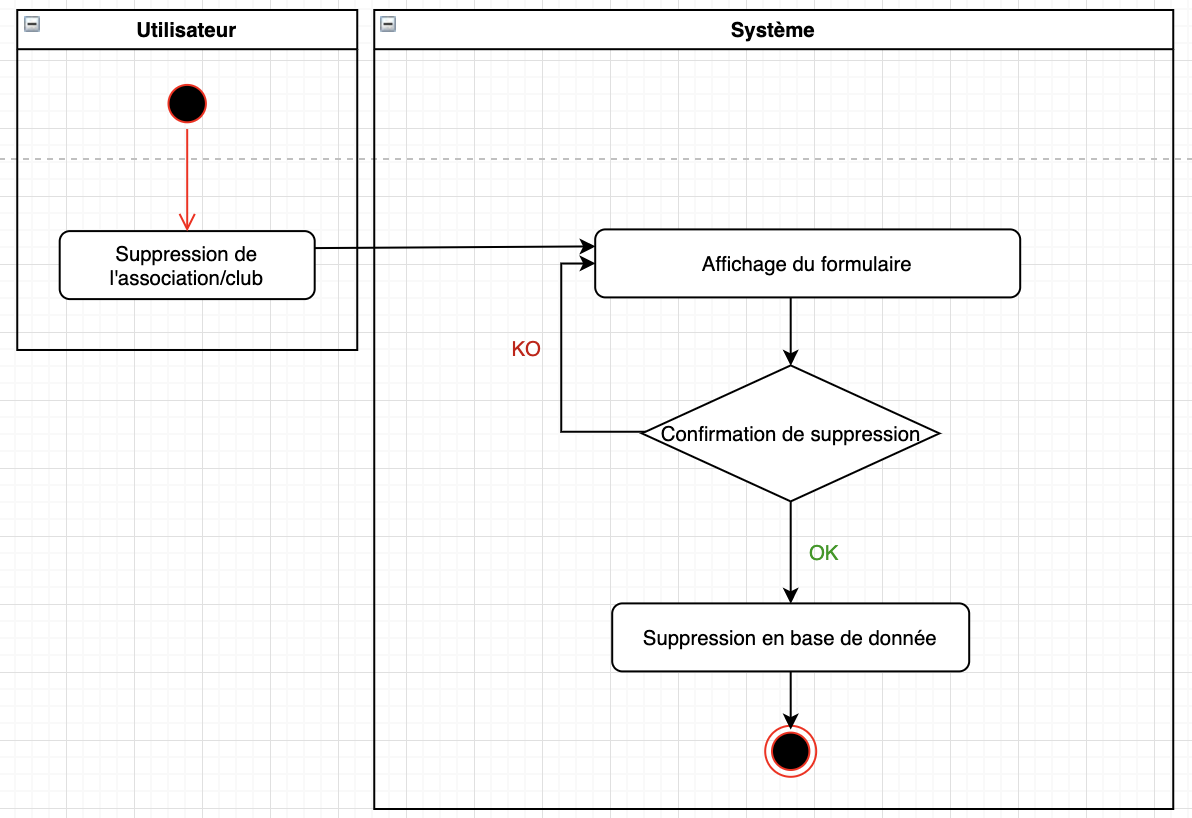 Utilisateur
Système
Suppression de
l'association/club
Affichage du formulaire
KO
Confirmation de suppression
OK
Suppression en base de donnée